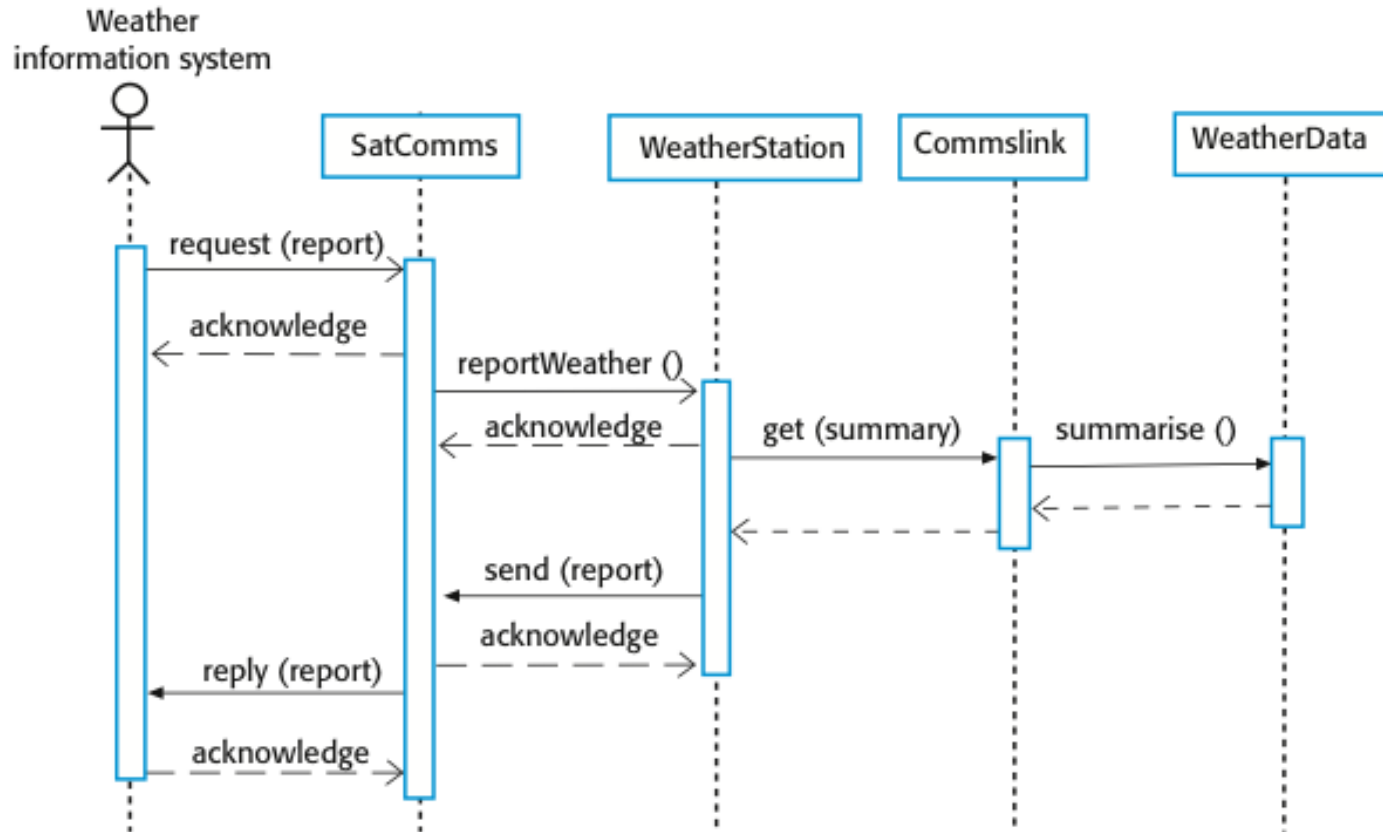 Weather
information system
SatComms
WeatherStation
Commslink
WeatherData
request (report)
acknowledge
reportWeather ()
acknowledge
get (summary)
summarise ()
send (report)
acknowledge
reply (report)
acknowledge